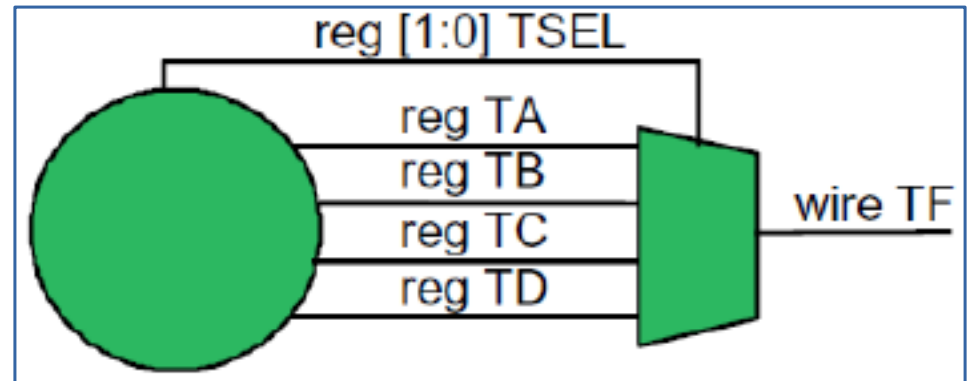 reg [1:0] TSEL
reg TA
reg TB
wire TF
reg TC
reg TD